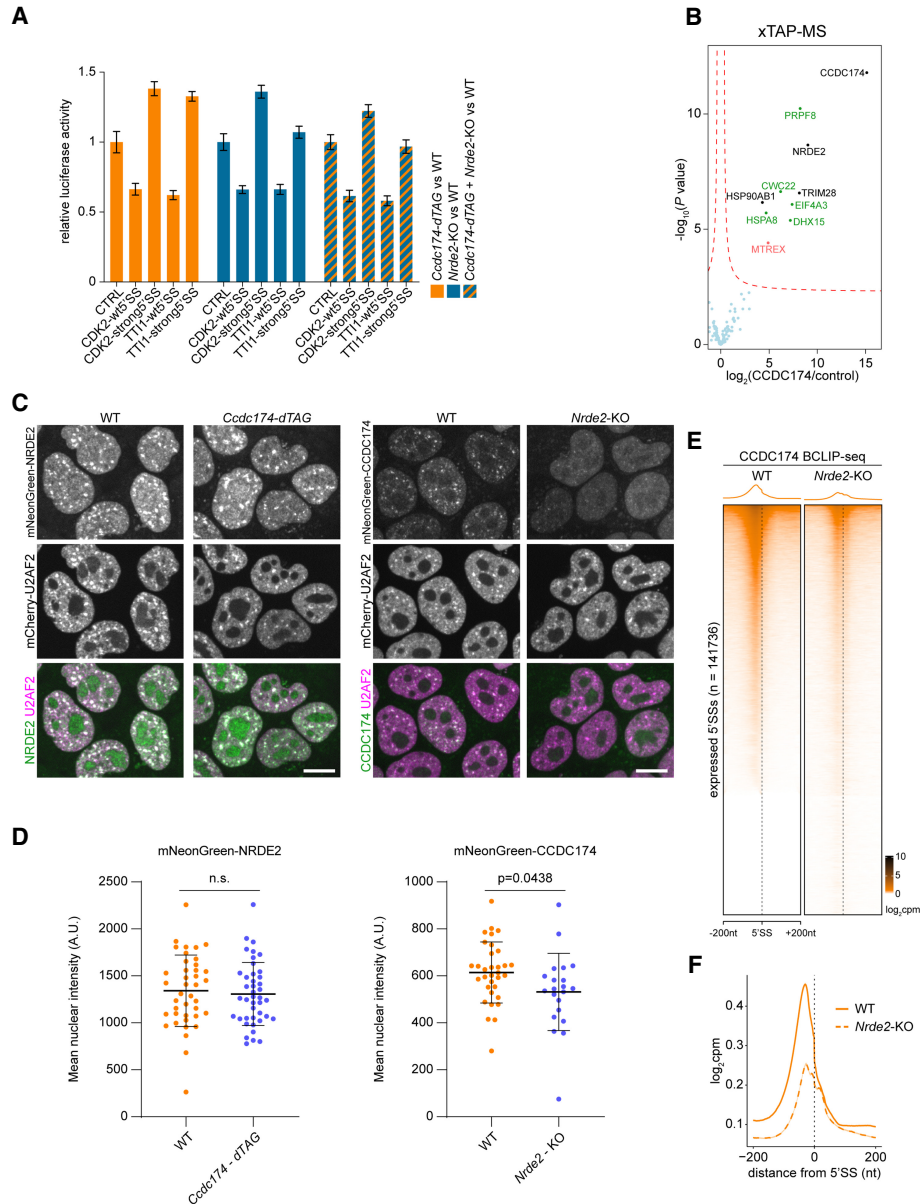 A
relative luciferase activity
1.5
1
0.5
0
CTRL
CDK2-wt5'SS
CDK2-strong5'SS
TTI1-wt5'SS
TTI1-strong5'SS
CTRL
CDK2-wt5'SS
CDK2-strong5'SS
TTI1-wt5'SS
TTI1-strong5'SS
CTRL
CDK2-wt5'SS
CDK2-strong5'SS
TTI1-wt5'SS
TTI1-strong5'SS
Ccdc174-dTAG vs WT
Nrde2-KO vs WT
Ccdc174-dTAG + Nrde2-KO vs WT
B
xTAP-MS
-log10(P value)
10
5
0
CCDC174
PRPF8
NRDE2
CWC22
TRIM28
HSP90AB1
EIF4A3
HSPA8
DHX15
MTREX
0
5
10
15
log2(CCDC174/control)
C
WT
Ccdc174-dTAG
WT
Nrde2-KO
mNeonGreen-NRDE2
mNeonGreen-CCDC174
mCherry-U2AF2
mCherry-U2AF2
NRDE2 U2AF2
CCDC174 U2AF2
D
mNeonGreen-NRDE2
Mean nuclear intensity (A.U.)
2500
2000
1500
1000
500
0
n.s.
WT
Ccdc174 - dTAG
mNeonGreen-CCDC174
Mean nuclear intensity (A.U.)
1000
800
600
400
200
0
p=0.0438
WT
Nrde2 - KO
E
CCDC174 BCLIP-seq
WT
Nrde2-KO
expressed 5'SSs (n = 141736)
-200nt
5'SS
+200nt
10
5
0
log2cpm
F
log2cpm
0.4
0.3
0.2
0.1
WT
Nrde2-KO
−200
0
200
distance from 5'SS (nt)